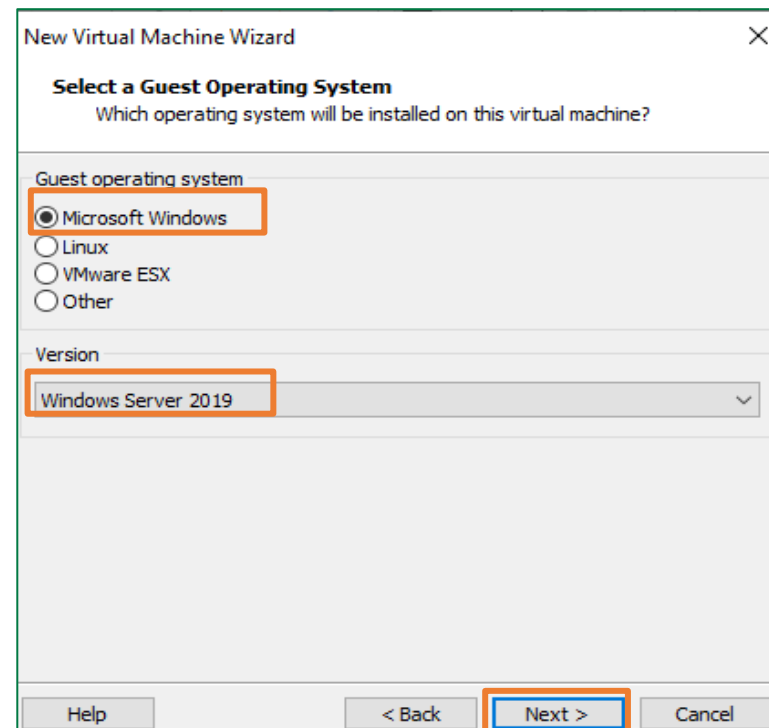 New Virtual Machine Wizard
Select a Guest Operating System
Which operating system will be installed on this virtual machine?
Guest operating system
Microsoft Windows
Linux
VMware ESX
Other
Version
Windows Server 2019
Help
< Back
Next >
Cancel